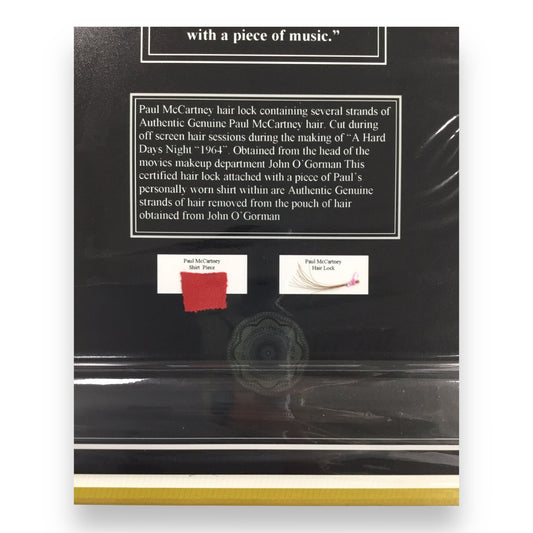 with a piece of music.”
Paul McCartney hair lock containing several strands of
Authentic Genuine Paul McCartney hair. Cut during
off screen hair sessions during the making of “A Hard
Days Night “1964”. Obtained from the head of the
movies makeup department John O`Gorman This
certified hair lock attached with a piece of Paul`s
personally worn shirt within are Authentic Genuine
strands of hair removed from the pouch of hair
obtained from John O`Gorman
Paul McCartney
Shirt Piece
Paul McCartney
Hair Lock